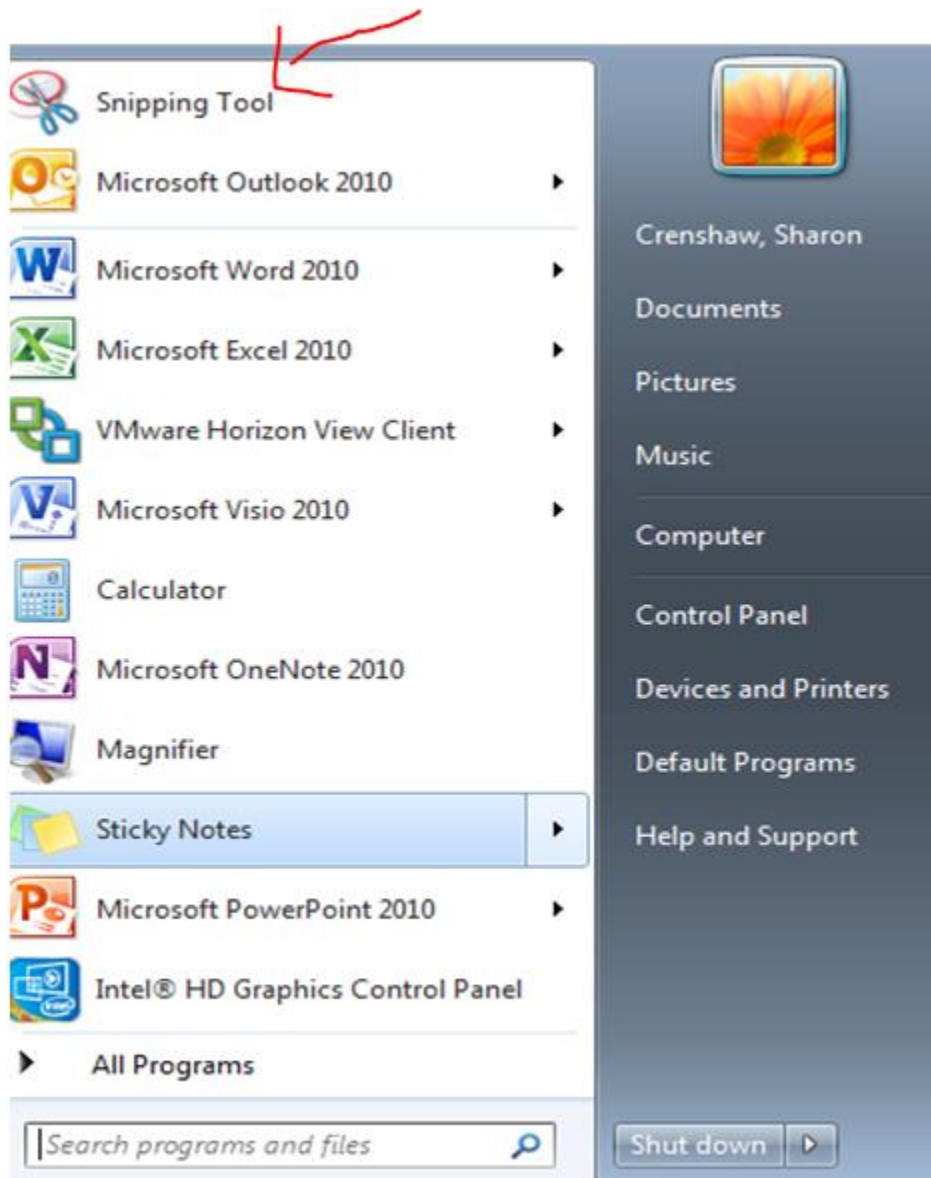 Snipping Tool
Microsoft Outlook 2010
Microsoft Word 2010
Microsoft Excel 2010
VMware Horizon View Client
Microsoft Visio 2010
Calculator
Microsoft OneNote 2010
Magnifier
Sticky Notes
Microsoft PowerPoint 2010
Intel® HD Graphics Control Panel
All Programs
Search programs and files
Crenshaw, Sharon
Documents
Pictures
Music
Computer
Control Panel
Devices and Printers
Default Programs
Help and Support
Shut down